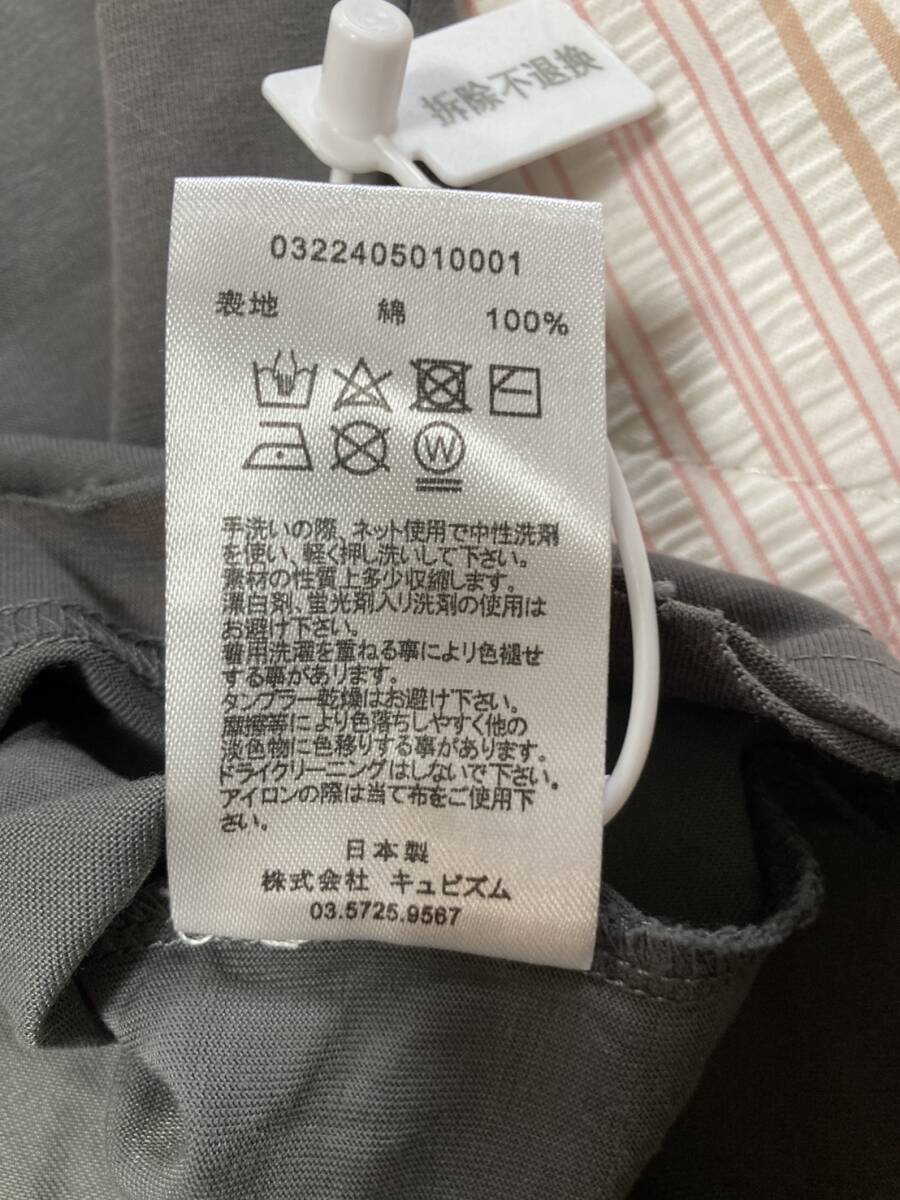 拆除不退换
0322405010001
表地 綿 100%
W
手洗いの際、ネット使用で中性洗剤
を使い、軽く押し洗いして下さい。
素材の性質上多少収縮します。
漂白剤、蛍光剤入り洗剤の使用は
お避け下さい。
着用洗濯を重ねる事により色褪せ
する事があります。
タンブラー乾燥はお避け下さい。
摩擦等により色落ちしやすく他の
淡色物に色移りする事があります。
ドライクリーニングはしないで下さい。
アイロンの際は当て布をご使用下
さい。
日本製
株式会社 キュビズム
03.5725.9567